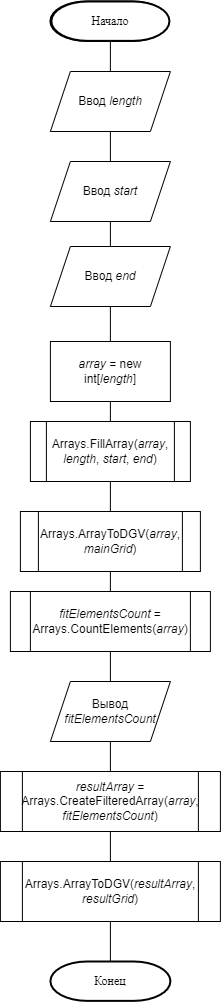 Начало
Ввод length
Ввод start
Ввод end
array = new
int[length]
Arrays.FillArray(array,
length, start, end)
Arrays.ArrayToDGV(array,
mainGrid)
fitElementsCount =
Arrays.CountElements(array)
Вывод
fitElementsCount
resultArray =
Arrays.CreateFilteredArray(array,
fitElementsCount)
Arrays.ArrayToDGV(resultArray,
resultGrid)
Конец